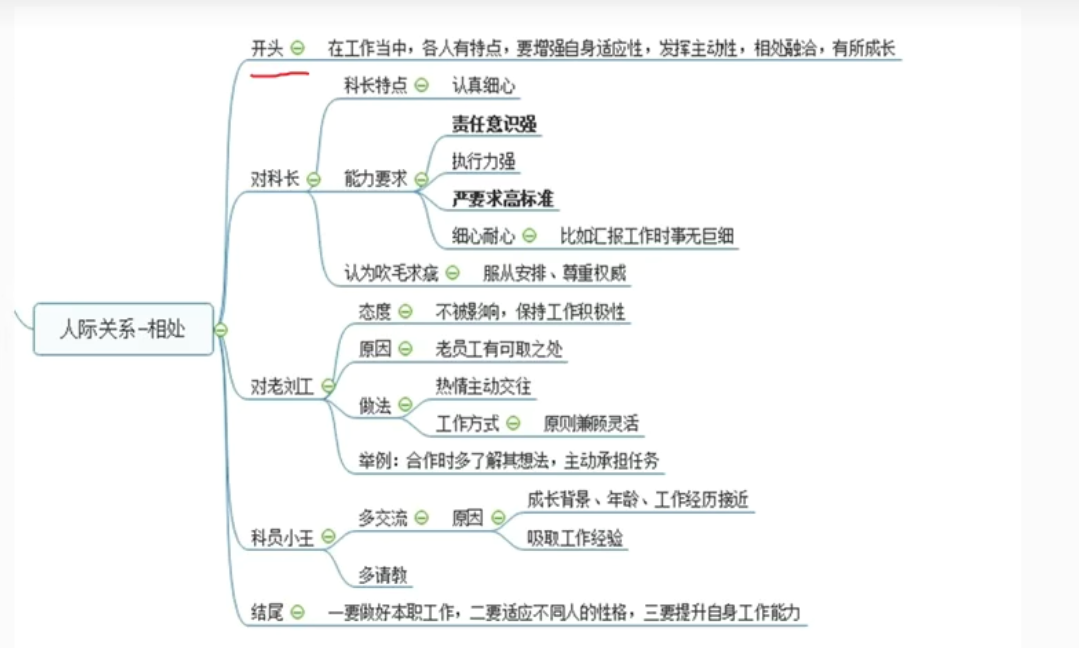 开头 在工作当中，各人有特点，要增强自身适应性，发挥主动性，相处融洽，有所成长
科长特点 认真细心
责任意识强
执行力强
对科长 能力要求
严要求高标准
细心耐心 比如汇报工作时事无巨细
认为吹毛求疵 服从安排、尊重权威
态度 不被影响，保持工作积极性
人际关系-相处
原因 老员工有可取之处
对老刘工
热情主动交往
做法
工作方式 原则兼顾灵活
举例：合作时多了解其想法，主动承担任务
成长背景、年龄、工作经历接近
多交流 原因
科员小王
吸取工作经验
多请教
结尾 一要做好本职工作，二要适应不同人的性格，三要提升自身工作能力